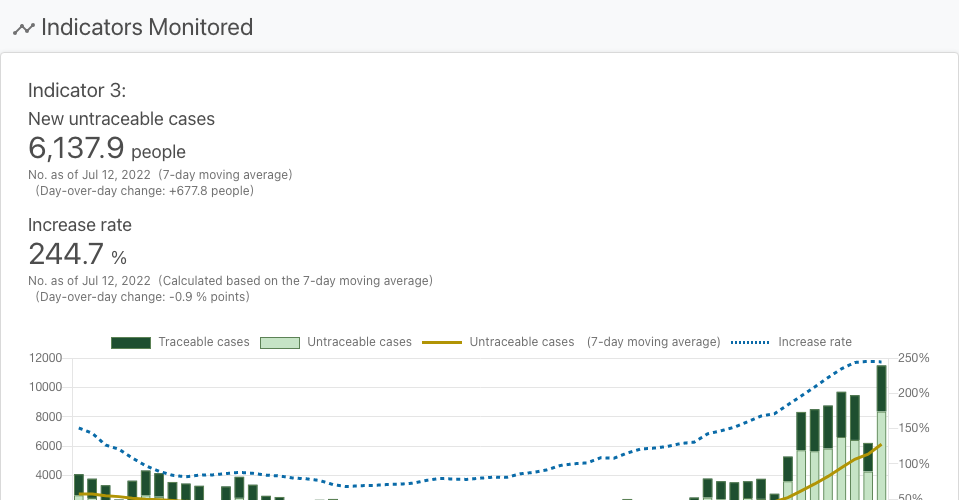 Indicators Monitored
Indicator 3:
New untraceable cases
6,137.9 people
No. as of Jul 12, 2022 (7-day moving average)
(Day-over-day change: +677.8 people)
Increase rate
244.7 %
No. as of Jul 12, 2022 (Calculated based on the 7-day moving average)
(Day-over-day change: -0.9 % points)
Traceable cases Untraceable cases Untraceable cases (7-day moving average) Increase rate
12000 250%
10000 200%
8000 150%
6000 100%
4000 50%